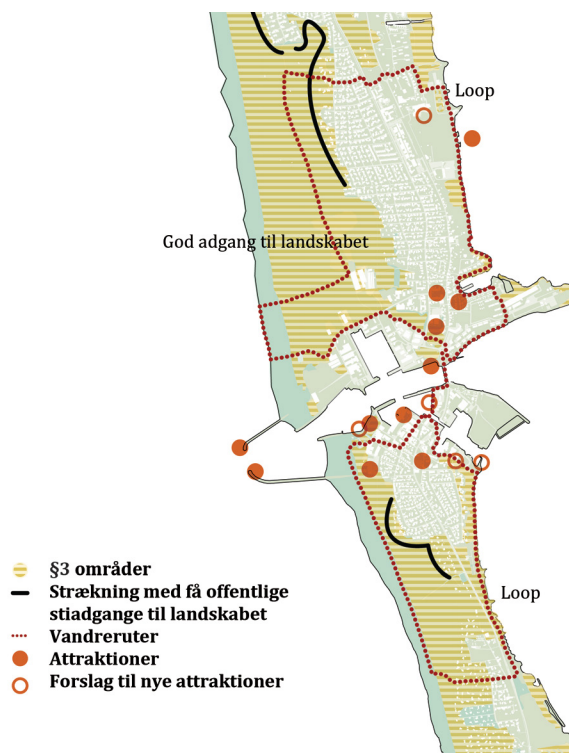 Loop
God adgang til landskabet
Loop
§3 områder
Strækning med få offentlige
stiadgange til landskabet
Vandreruter
Attraktioner
Forslag til nye attraktioner